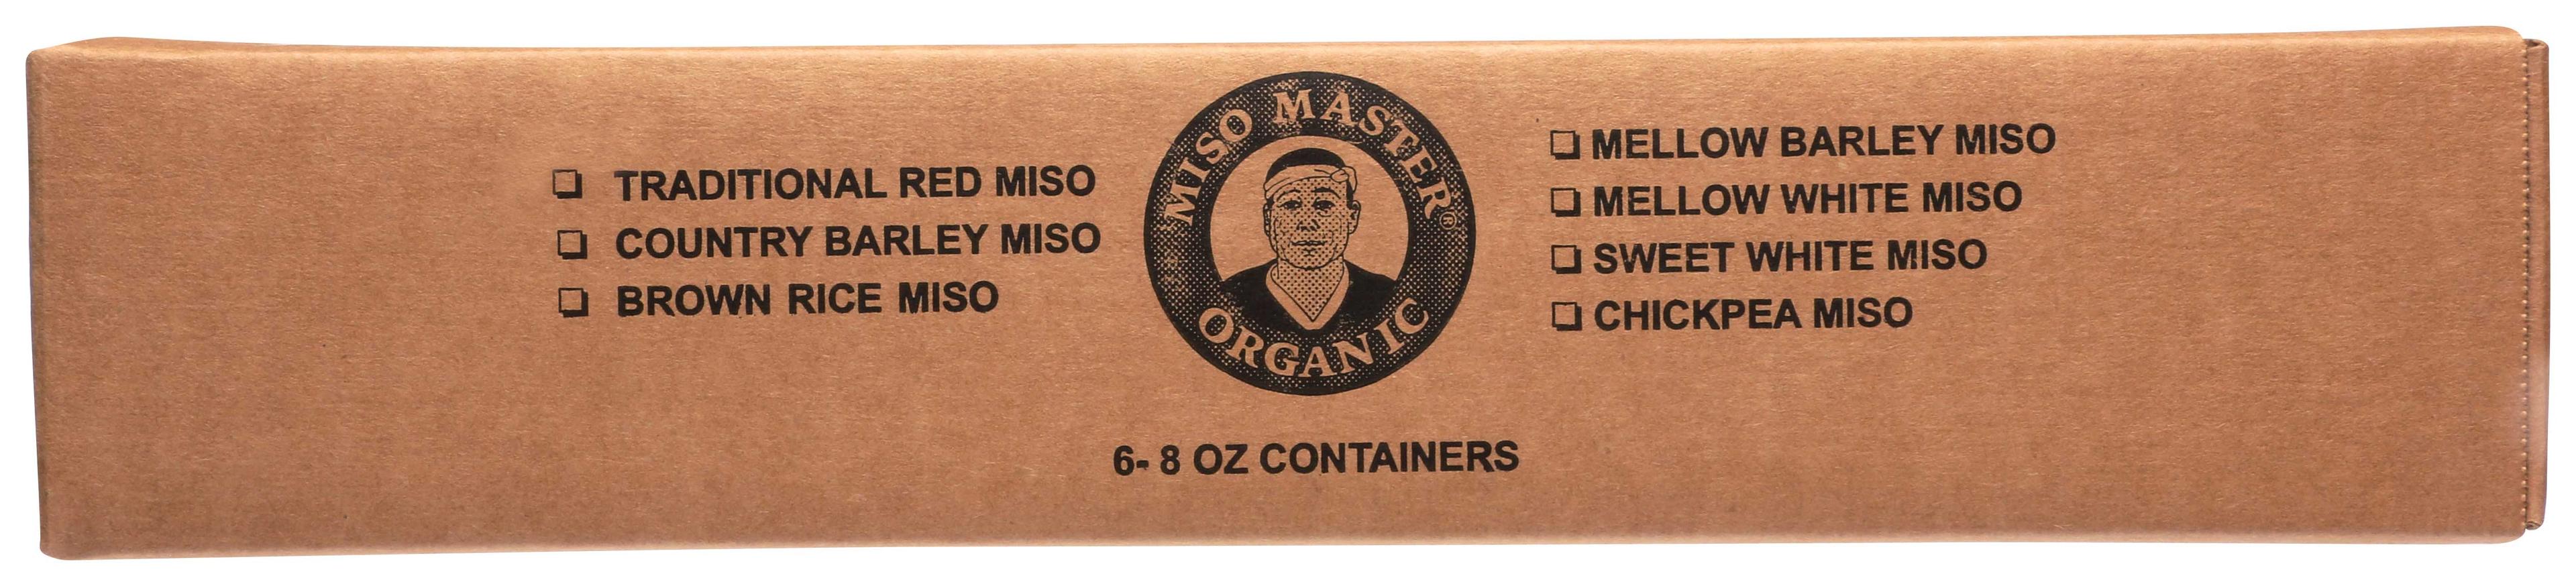 TRADITIONAL RED MISO
COUNTRY BARLEY MISO
BROWN RICE MISO
MISO MASTER®
ORGANIC
MELLOW BARLEY MISO
MELLOW WHITE MISO
SWEET WHITE MISO
CHICKPEA MISO
6- 8 OZ CONTAINERS